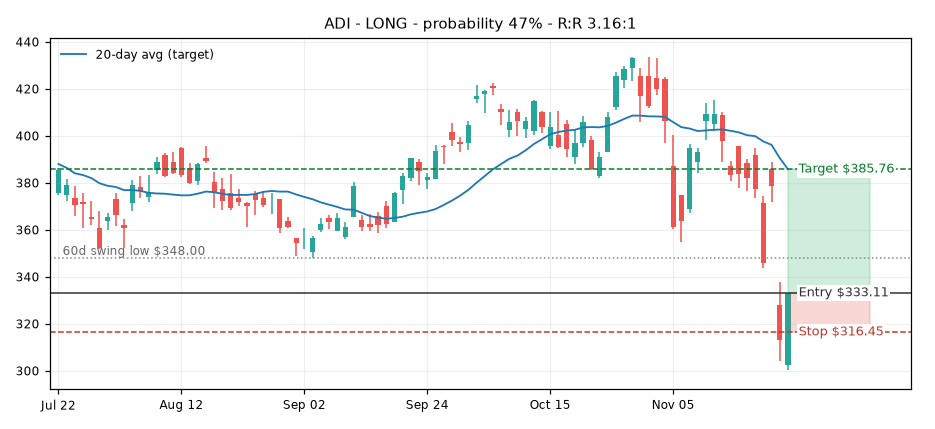 ADI - LONG - probability 47% - R:R 3.16:1
20-day avg (target)
440
420
400
380
360
340
320
300
Target $385.76
60d swing low $348.00
Entry $333.11
Stop $316.45
Jul 22
Aug 12
Sep 02
Sep 24
Oct 15
Nov 05